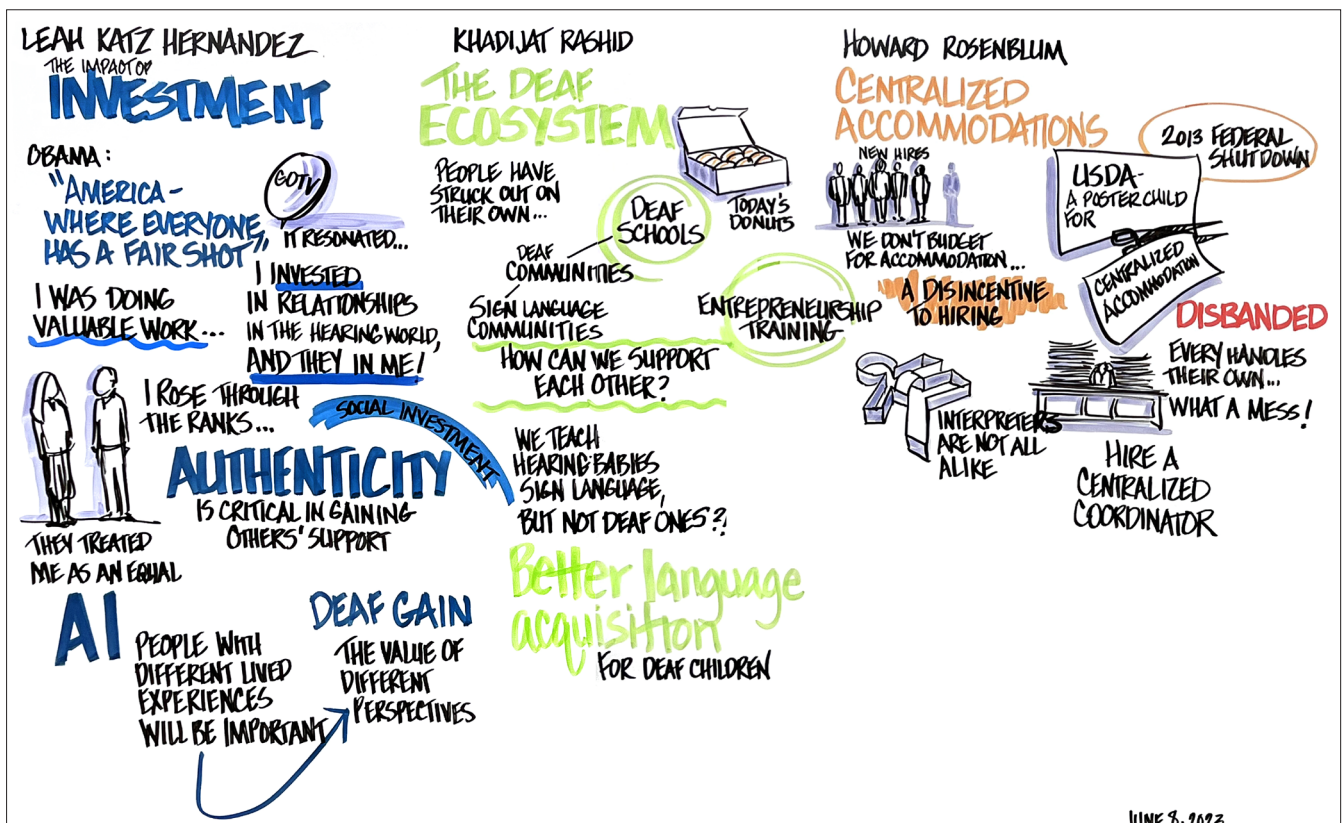 LEAH KATZ HERNANDEZ
THE IMPACT OF
INVESTMENT
OBAMA:
"AMERICA -
WHERE EVERYONE
HAS A FAIR SHOT"
GOTV
IT RESONATED...
I WAS DOING
VALUABLE WORK...
I INVESTED
IN RELATIONSHIPS
IN THE HEARING WORLD,
AND THEY IN ME!
I ROSE THROUGH
THE RANKS...
SOCIAL INVESTMENT
AUTHENTICITY
IS CRITICAL IN GAINING
OTHERS' SUPPORT
THEY TREATED
ME AS AN EQUAL
AI
PEOPLE WITH
DIFFERENT LIVED
EXPERIENCES
WILL BE IMPORTANT
DEAF GAIN
THE VALUE OF
DIFFERENT
PERSPECTIVES
KHADIJAT RASHID
THE DEAF
ECOSYSTEM
PEOPLE HAVE
STRUCK OUT ON
THEIR OWN...
TODAY'S
DONUTS
DEAF
SCHOOLS
DEAF
COMMUNITIES
SIGN LANGUAGE
COMMUNITIES
ENTREPRENEURSHIP
TRAINING
HOW CAN WE SUPPORT
EACH OTHER?
WE TEACH
HEARING BABIES
SIGN LANGUAGE,
BUT NOT DEAF ONES?!
Better language
acquisition
FOR DEAF CHILDREN
HOWARD ROSENBLUM
CENTRALIZED
ACCOMMODATIONS
NEW HIRES
WE DON'T BUDGET
FOR ACCOMMODATION...
A DISINCENTIVE
TO HIRING
2013 FEDERAL
SHUTDOWN
USDA-
A POSTER CHILD
FOR
CENTRALIZED
ACCOMMODATION
DISBANDED
EVERY HANDLES
THEIR OWN...
WHAT A MESS!
INTERPRETERS
ARE NOT ALL
ALIKE
HIRE A
CENTRALIZED
COORDINATOR
JUNE 8, 2023